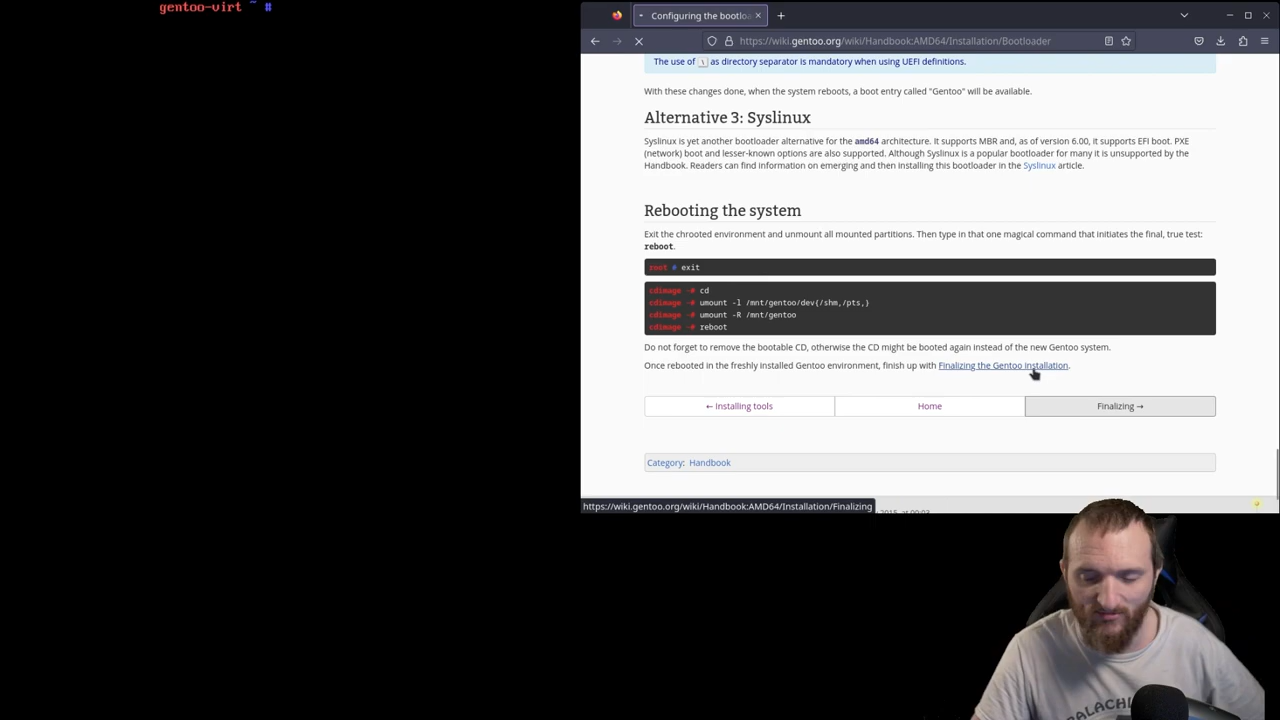 gentoo-virt ~ #
Configuring the bootlo
https://wiki.gentoo.org/wiki/Handbook:AMD64/Installation/Bootloader
The use of \ as directory separator is mandatory when using UEFI definitions.
With these changes done, when the system reboots, a boot entry called "Gentoo" will be available.
Alternative 3: Syslinux
Syslinux is yet another bootloader alternative for the amd64 architecture. It supports MBR and, as of version 6.00, it supports EFI boot. PXE
(network) boot and lesser-known options are also supported. Although Syslinux is a popular bootloader for many it is unsupported by the
Handbook. Readers can find information on emerging and then installing this bootloader in the Syslinux article.
Rebooting the system
Exit the chrooted environment and unmount all mounted partitions. Then type in that one magical command that initiates the final, true test:
reboot.
root # exit
cdimage ~# cd
cdimage ~# umount -l /mnt/gentoo/dev{/shm,/pts,}
cdimage ~# umount -R /mnt/gentoo
cdimage ~# reboot
Do not forget to remove the bootable CD, otherwise the CD might be booted again instead of the new Gentoo system.
Once rebooted in the freshly installed Gentoo environment, finish up with Finalizing the Gentoo installation.
← Installing tools Home Finalizing →
Category: Handbook
https://wiki.gentoo.org/wiki/Handbook:AMD64/Installation/Finalizing
2015, at 00:03